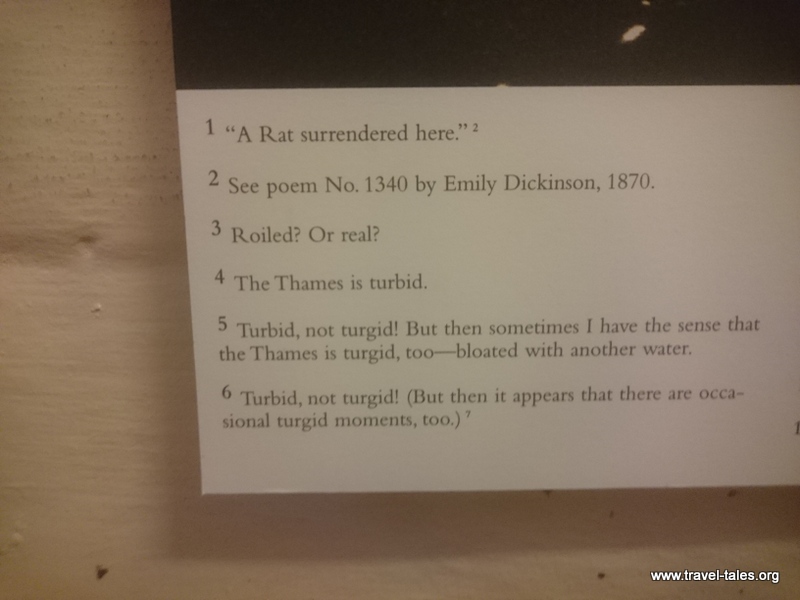 1 “A Rat surrendered here.” 2
2 See poem No. 1340 by Emily Dickinson, 1870.
3 Roiled? Or real?
4 The Thames is turbid.
5 Turbid, not turgid! But then sometimes I have the sense that
the Thames is turgid, too—bloated with another water.
6 Turbid, not turgid! (But then it appears that there are occa-
sional turgid moments, too.) 7
www.travel-tales.org